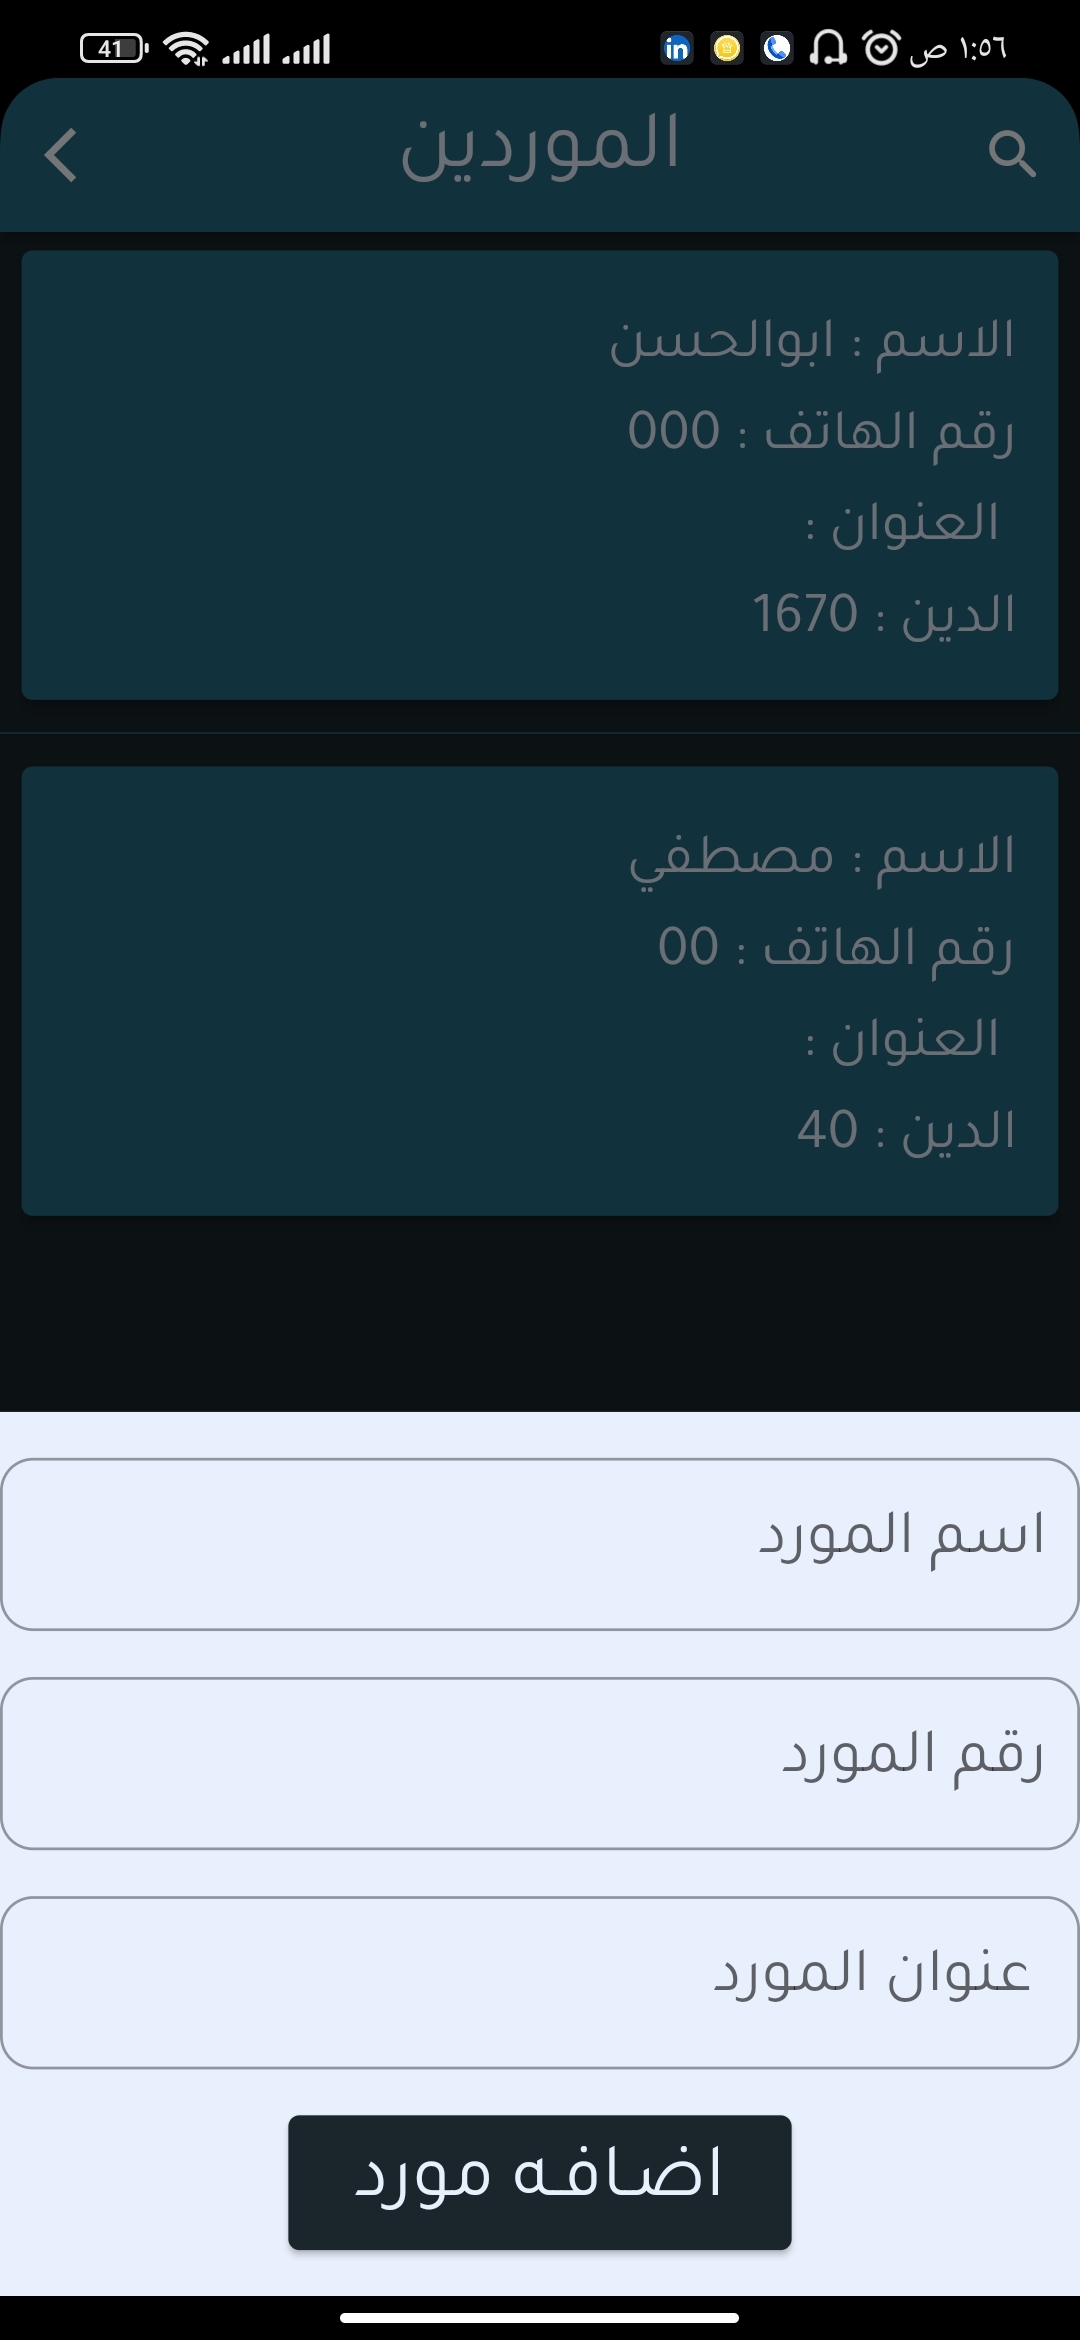 ١:٥٦ ص
41
الموردين
الاسم : ابوالحسن
رقم الهاتف : 000
العنوان :
الدين : 1670
الاسم : مصطفي
رقم الهاتف : 00
العنوان :
الدين : 40
اسم المورد
رقم المورد
عنوان المورد
اضافه مورد